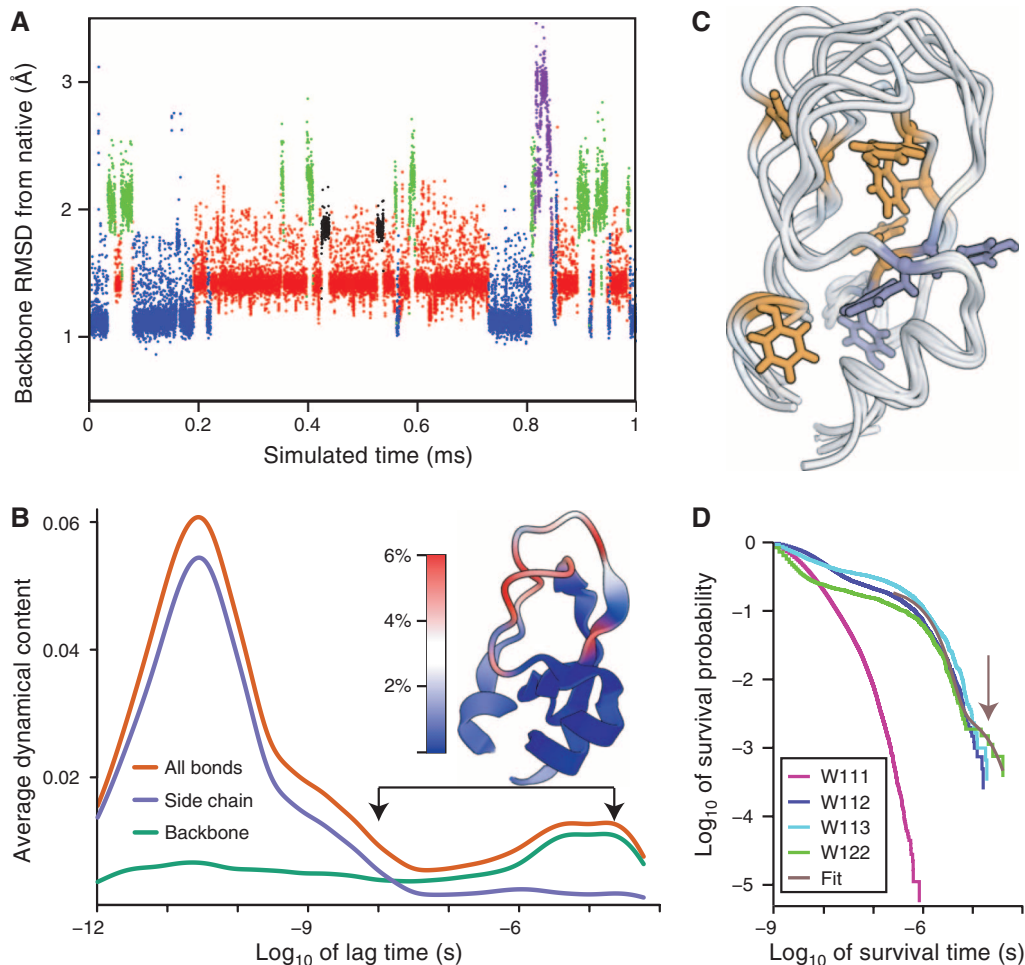 A
Backbone RMSD from native (Å)
3
2
1
0
0.2
0.4
0.6
0.8
1
Simulated time (ms)
B
Average dynamical content
0.06
0.04
0.02
6%
4%
2%
All bonds
Side chain
Backbone
−12
−9
−6
Log10 of lag time (s)
C
D
Log10 of survival probability
0
−1
−2
−3
−4
−5
W111
W112
W113
W122
Fit
−9
−6
Log10 of survival time (s)